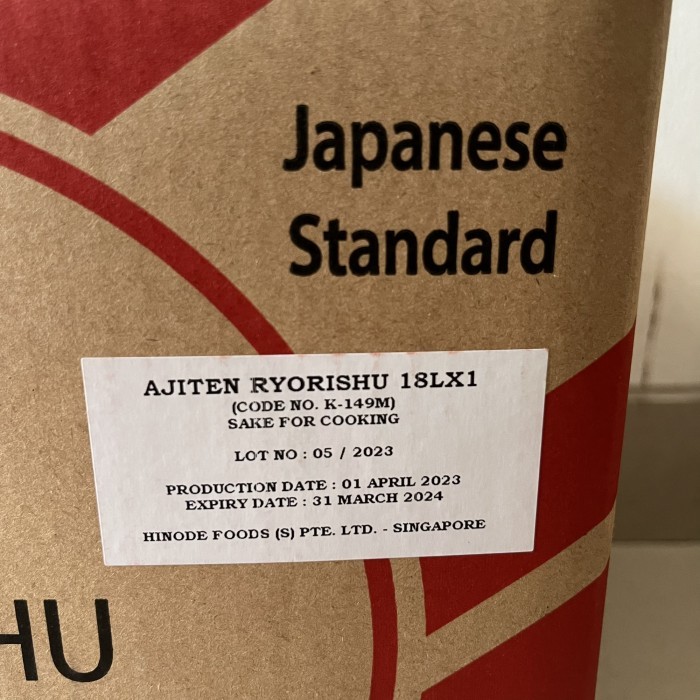 Japanese
Standard
AJITEN RYORISHU 18LX1
(CODE NO. K-149M)
SAKE FOR COOKING
LOT NO : 05 / 2023
PRODUCTION DATE : 01 APRIL 2023
EXPIRY DATE : 31 MARCH 2024
HINODE FOODS (S) PTE. LTD. - SINGAPORE
HU